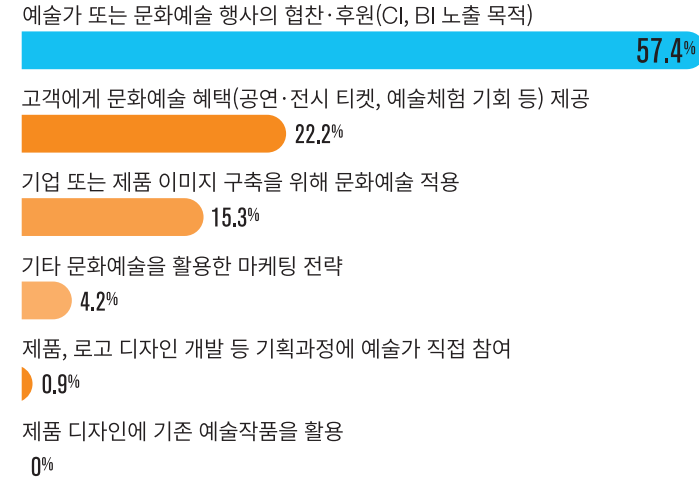 예술가 또는 문화예술 행사의 협찬·후원(CI, BI 노출 목적)
57.4%
고객에게 문화예술 혜택(공연·전시 티켓, 예술체험 기회 등) 제공
22.2%
기업 또는 제품 이미지 구축을 위해 문화예술 적용
15.3%
기타 문화예술을 활용한 마케팅 전략
4.2%
제품, 로고 디자인 개발 등 기획과정에 예술가 직접 참여
0.9%
제품 디자인에 기존 예술작품을 활용
0%